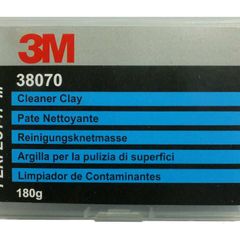 3M
38070
Cleaner Clay
Pate Nettoyante
Reinigungsknetmasse
Argilla per la pulizia di superfici
Limpiador de Contaminantes
180g